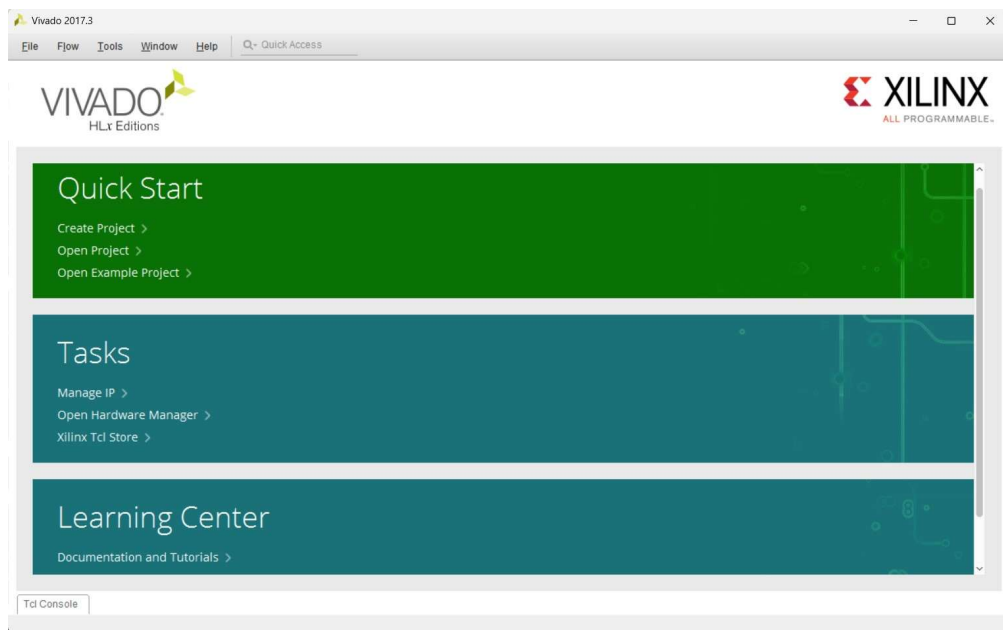 Vivado 2017.3
File Flow Tools Window Help Quick Access
VIVADO.
HLx Editions
XILINX
ALL PROGRAMMABLE.
Quick Start
Create Project >
Open Project >
Open Example Project >
Tasks
Manage IP >
Open Hardware Manager >
Xilinx Tcl Store >
Learning Center
Documentation and Tutorials >
Tcl Console